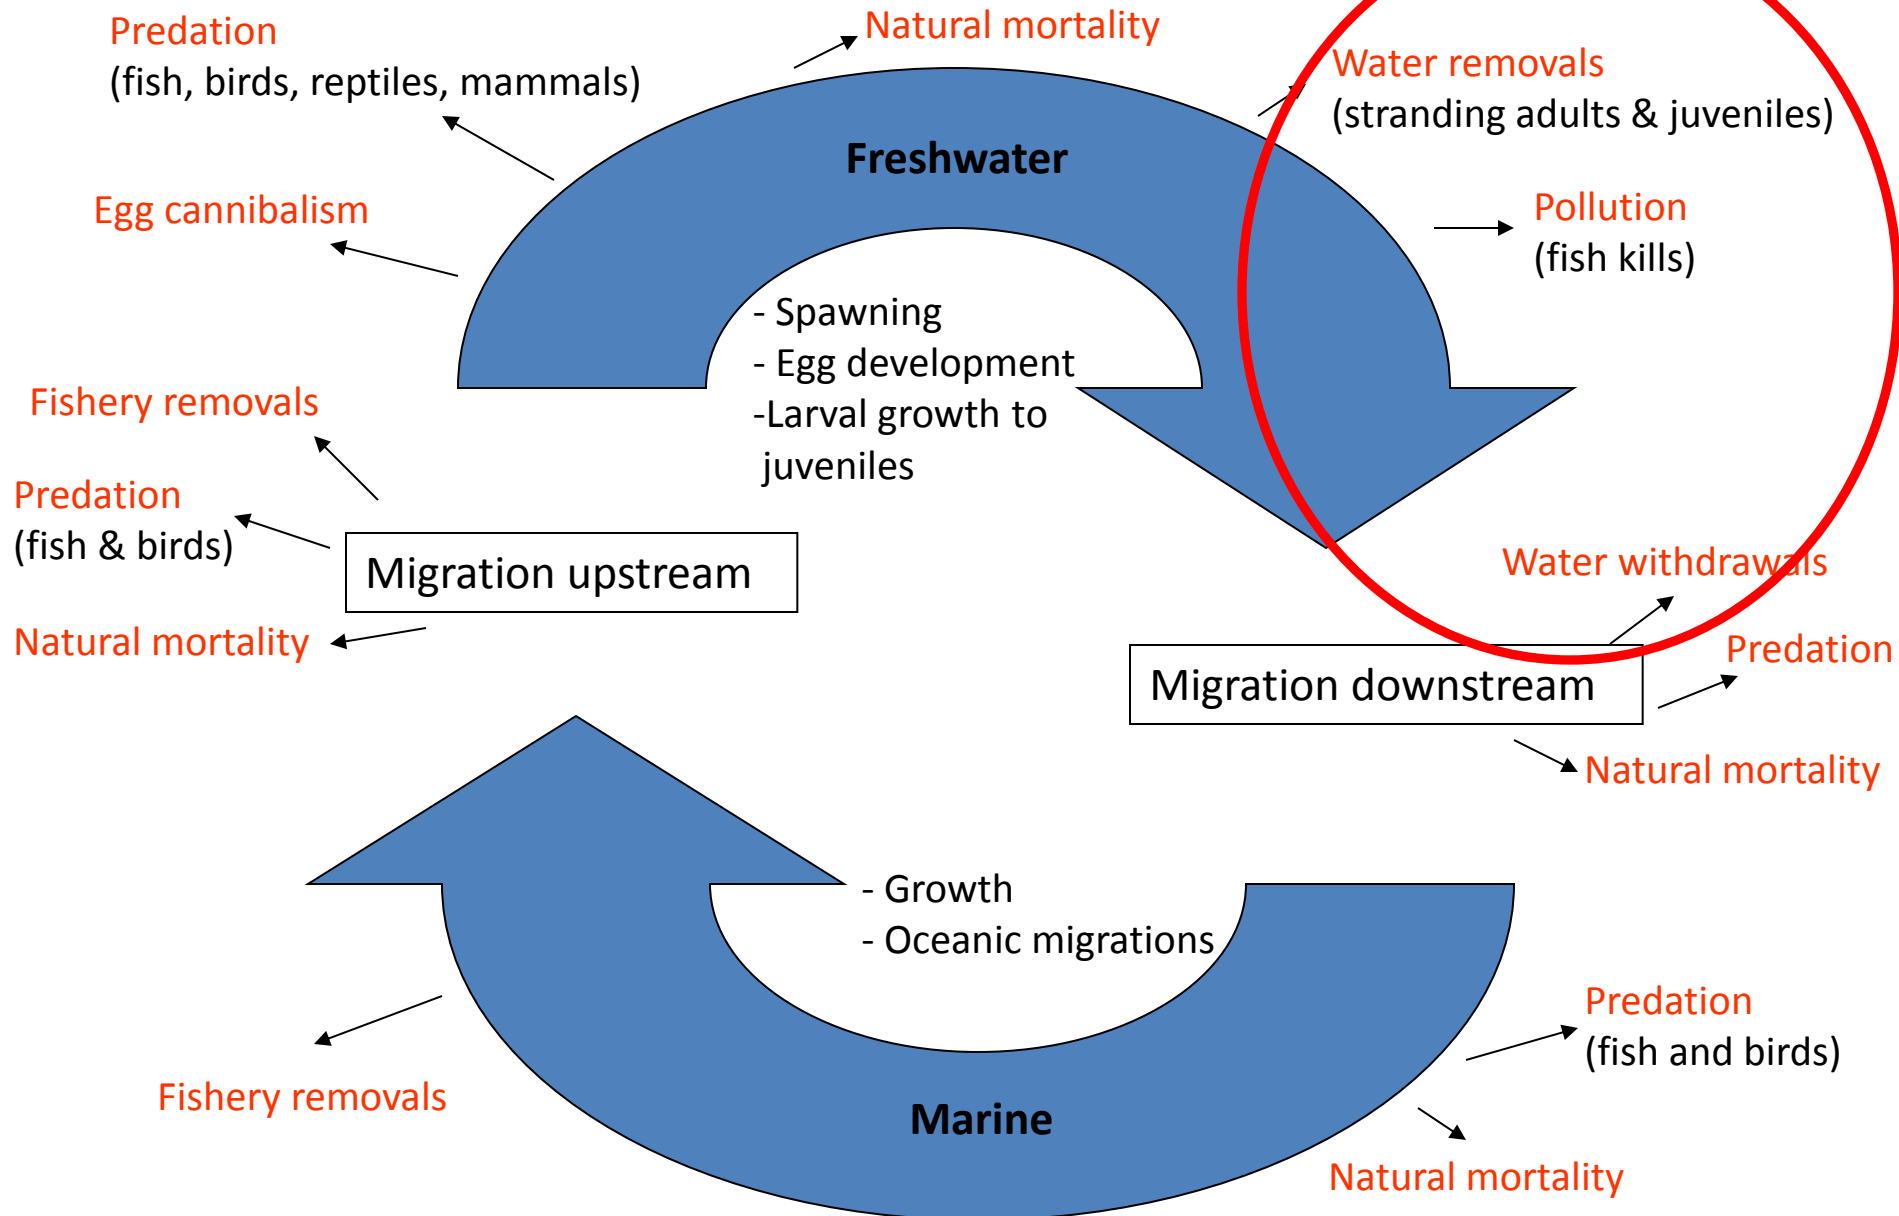 Predation
(fish, birds, reptiles, mammals)
Natural mortality
Water removals
(stranding adults & juveniles)
Freshwater
Egg cannibalism
Pollution
(fish kills)
- Spawning
- Egg development
-Larval growth to
juveniles
Fishery removals
Predation
(fish & birds)
Migration upstream
Natural mortality
Water withdrawals
Migration downstream
Predation
Natural mortality
- Growth
- Oceanic migrations
Predation
(fish and birds)
Fishery removals
Marine
Natural mortality